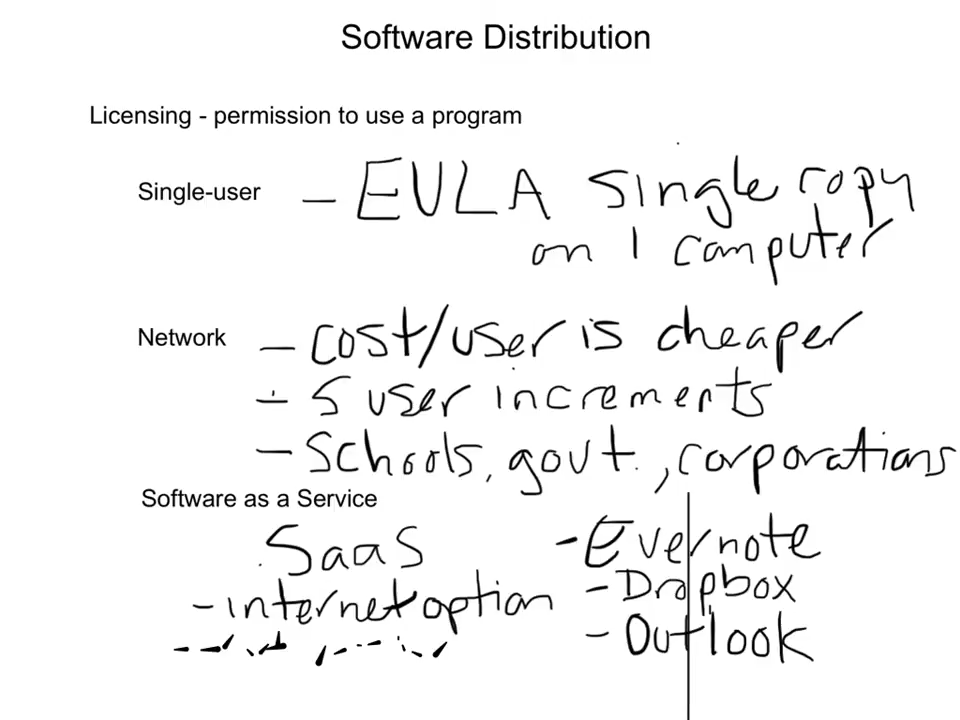 Software Distribution
Licensing - permission to use a program
Single-user - EULA single copy
on 1 computer
Network - cost/user is cheaper
- 5 user increments
- Schools, govt., corporations
Software as a Service
SaaS
- internet option
- Evernote
- Dropbox
- Outlook